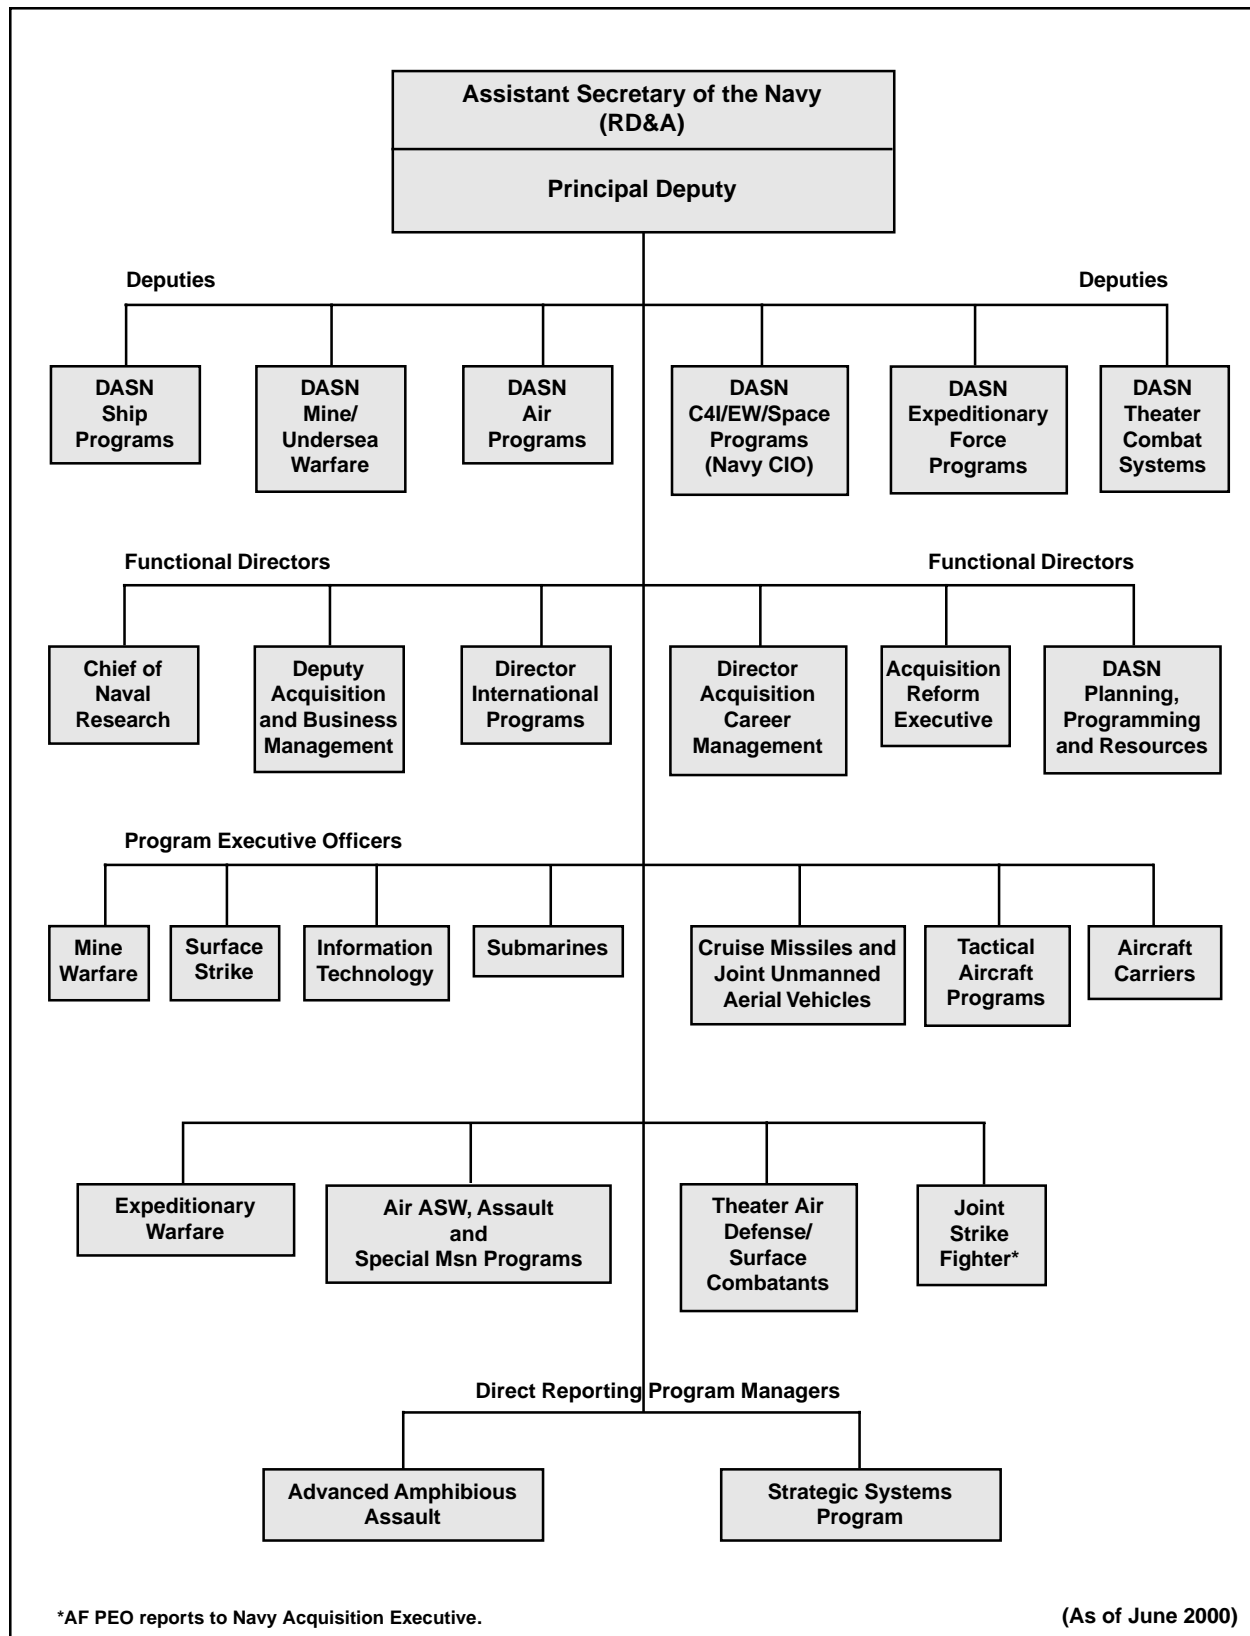 Assistant Secretary of the Navy
(RD&A)
Principal Deputy
Deputies
Deputies
DASN
Ship
Programs
DASN
Mine/
Undersea
Warfare
DASN
Air
Programs
DASN
C4I/EW/Space
Programs
(Navy CIO)
DASN
Expeditionary
Force
Programs
DASN
Theater
Combat
Systems
Functional Directors
Functional Directors
Chief of
Naval
Research
Deputy
Acquisition
and Business
Management
Director
International
Programs
Director
Acquisition
Career
Management
Acquisition
Reform
Executive
DASN
Planning,
Programming
and Resources
Program Executive Officers
Mine
Warfare
Surface
Strike
Information
Technology
Submarines
Cruise Missiles and
Joint Unmanned
Aerial Vehicles
Tactical
Aircraft
Programs
Aircraft
Carriers
Expeditionary
Warfare
Air ASW, Assault
and
Special Msn Programs
Theater Air
Defense/
Surface
Combatants
Joint
Strike
Fighter*
Direct Reporting Program Managers
Advanced Amphibious
Assault
Strategic Systems
Program
*AF PEO reports to Navy Acquisition Executive.
(As of June 2000)